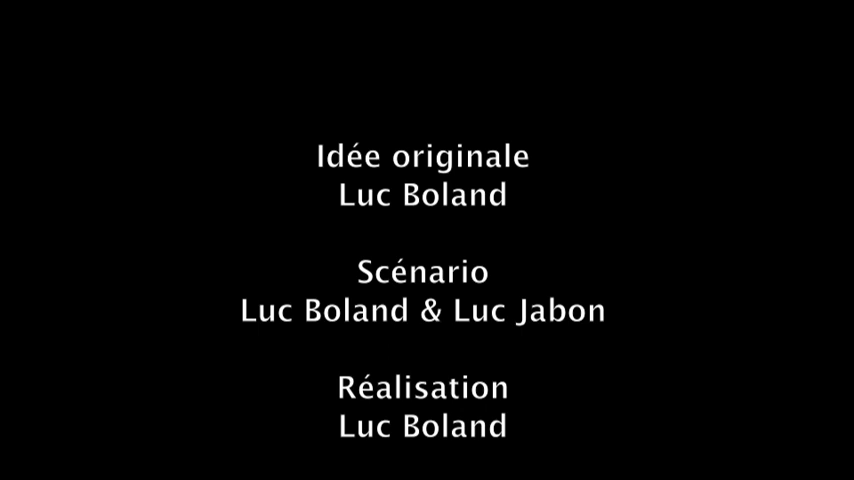 Idée originale
Luc Boland
Scénario
Luc Boland & Luc Jabon
Réalisation
Luc Boland